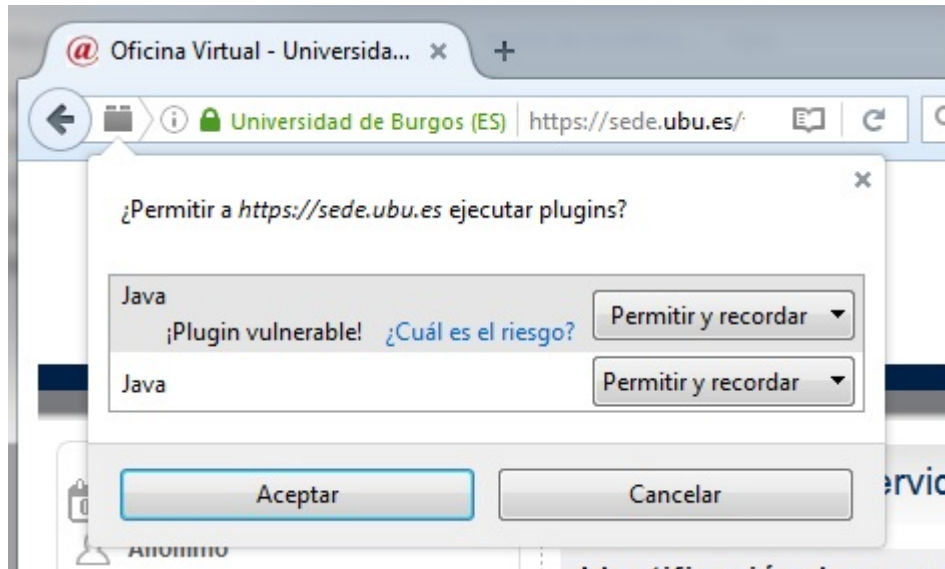 Oficina Virtual - Universida...
Universidad de Burgos (ES) https://sede.ubu.es/
¿Permitir a https://sede.ubu.es ejecutar plugins?
Java
¡Plugin vulnerable! ¿Cuál es el riesgo? Permitir y recordar
Java Permitir y recordar
Aceptar Cancelar
Anónimo